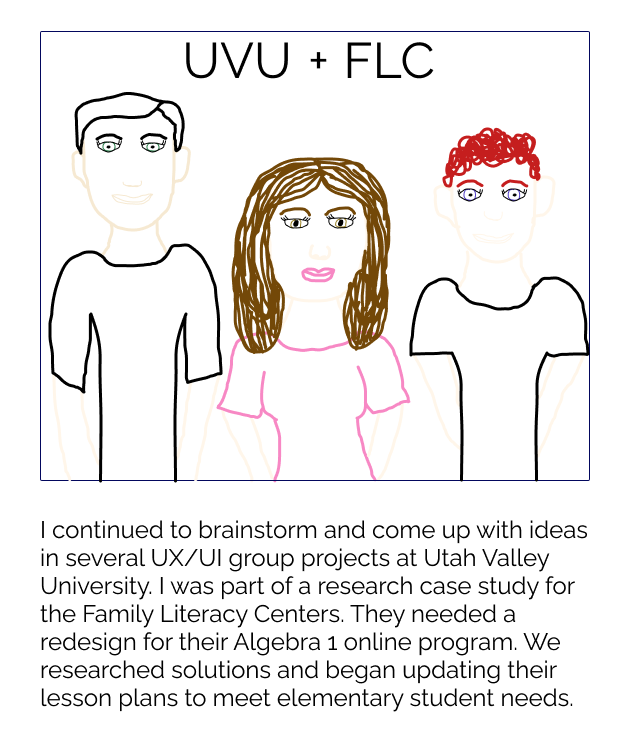 UVU + FLC
I continued to brainstorm and come up with ideas
in several UX/UI group projects at Utah Valley
University. I was part of a research case study for
the Family Literacy Centers. They needed a
redesign for their Algebra 1 online program. We
researched solutions and began updating their
lesson plans to meet elementary student needs.